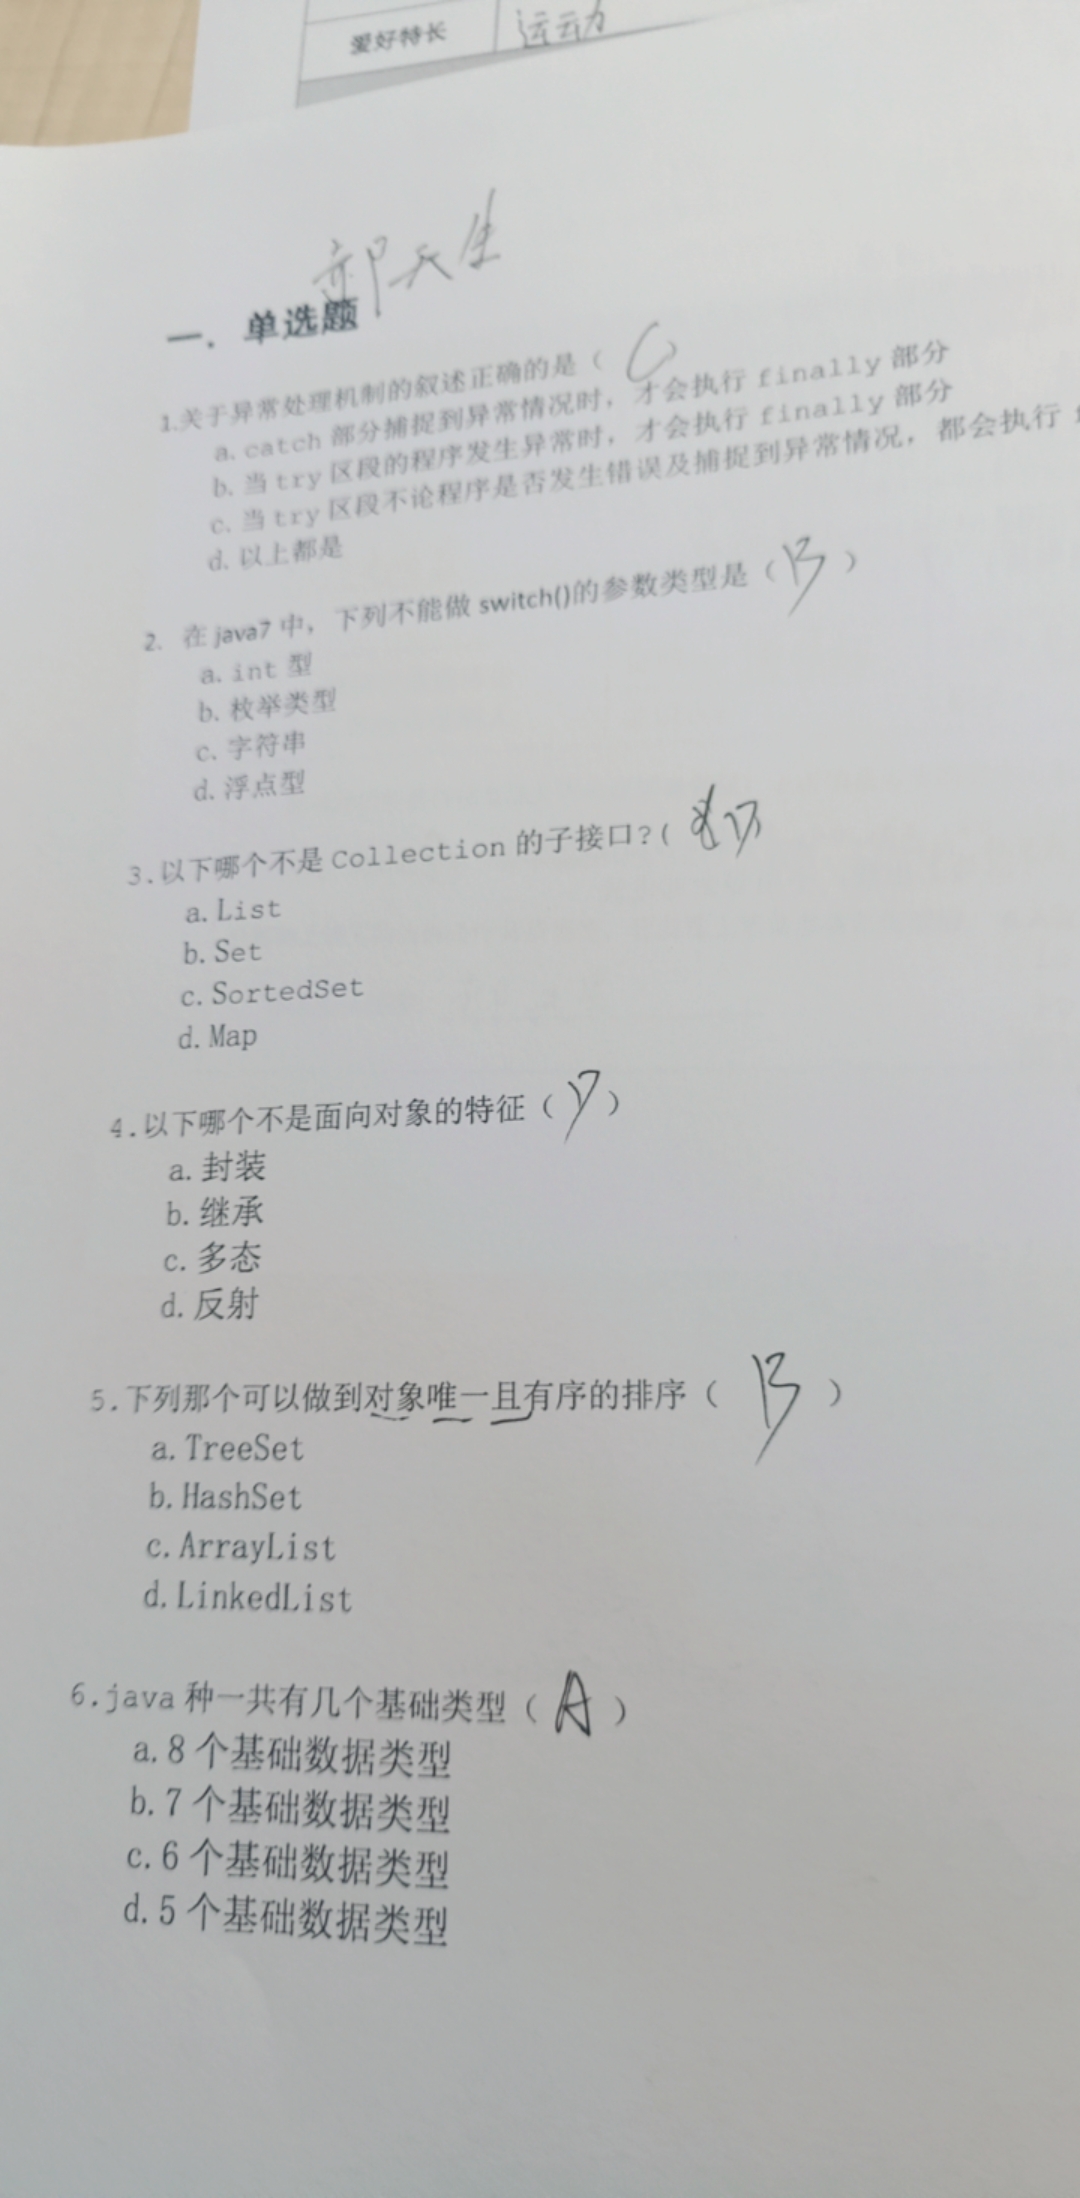 爱好特长 运动
郝天生
一. 单选题
1.关于异常处理机制的叙述正确的是（ C ）
a. catch 部分捕捉到异常情况时，才会执行 finally 部分
b. 当 try 区段的程序发生异常时，才会执行 finally 部分
c. 当 try 区段不论程序是否发生错误及捕捉到异常情况，都会执行
d. 以上都是
2. 在 java7 中，下列不能做 switch()的参数类型是（ B ）
a. int 型
b. 枚举类型
c. 字符串
d. 浮点型
3.以下哪个不是 Collection 的子接口?( D
a. List
b. Set
c. SortedSet
d. Map
4.以下哪个不是面向对象的特征（ D ）
a. 封装
b. 继承
c. 多态
d. 反射
5.下列那个可以做到对象唯一且有序的排序（ B ）
a. TreeSet
b. HashSet
c. ArrayList
d. LinkedList
6.java 种一共有几个基础类型（ A ）
a. 8 个基础数据类型
b. 7 个基础数据类型
c. 6 个基础数据类型
d. 5 个基础数据类型